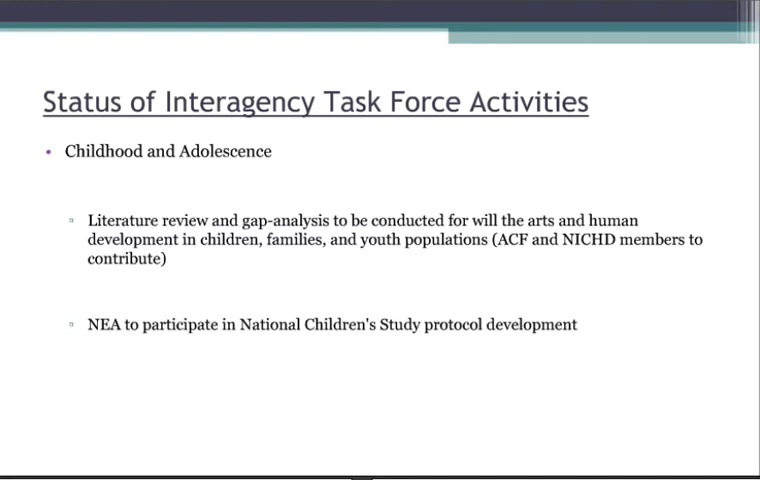 Status of Interagency Task Force Activities
• Childhood and Adolescence
▫ Literature review and gap-analysis to be conducted for will the arts and human
development in children, families, and youth populations (ACF and NICHD members to
contribute)
▫ NEA to participate in National Children's Study protocol development